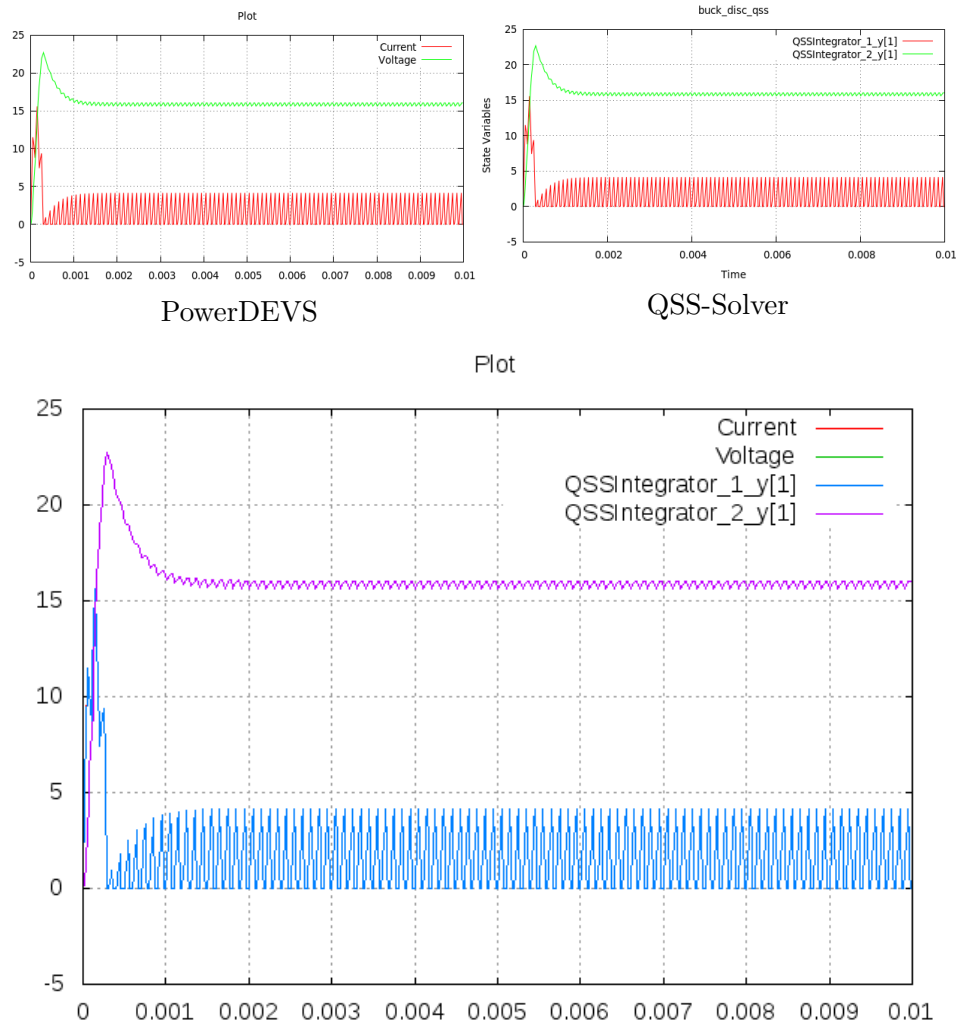 Plot
Current
Voltage
25
20
15
10
5
0
-5
0 0.001 0.002 0.003 0.004 0.005 0.006 0.007 0.008 0.009 0.01
PowerDEVS
buck_disc_qss
QSSIntegrator_1_y[1]
QSSIntegrator_2_y[1]
State Variables
25
20
15
10
5
0
-5
0 0.002 0.004 0.006 0.008 0.01
Time
QSS-Solver
Plot
Current
Voltage
QSSIntegrator_1_y[1]
QSSIntegrator_2_y[1]
25
20
15
10
5
0
-5
0 0.001 0.002 0.003 0.004 0.005 0.006 0.007 0.008 0.009 0.01